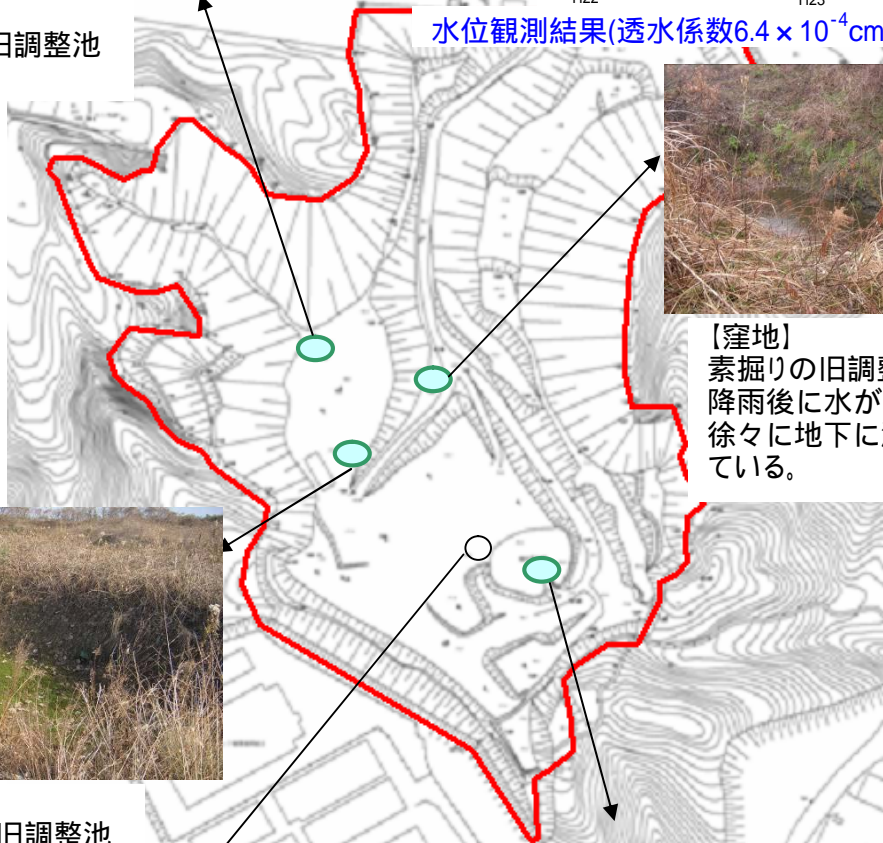 H22 H23
水位観測結果(透水係数6.4×10⁻⁴cm
旧調整池
【窪地】
素掘りの旧調整
降雨後に水が
徐々に地下に
ている。
旧調整池